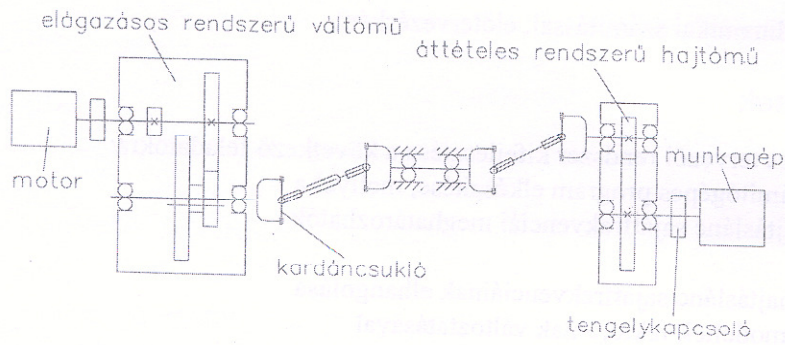 elágazásos rendszerű váltómű
áttételes rendszerű hajtómű
motor
munkagép
kardáncsukló
tengelykapcsoló